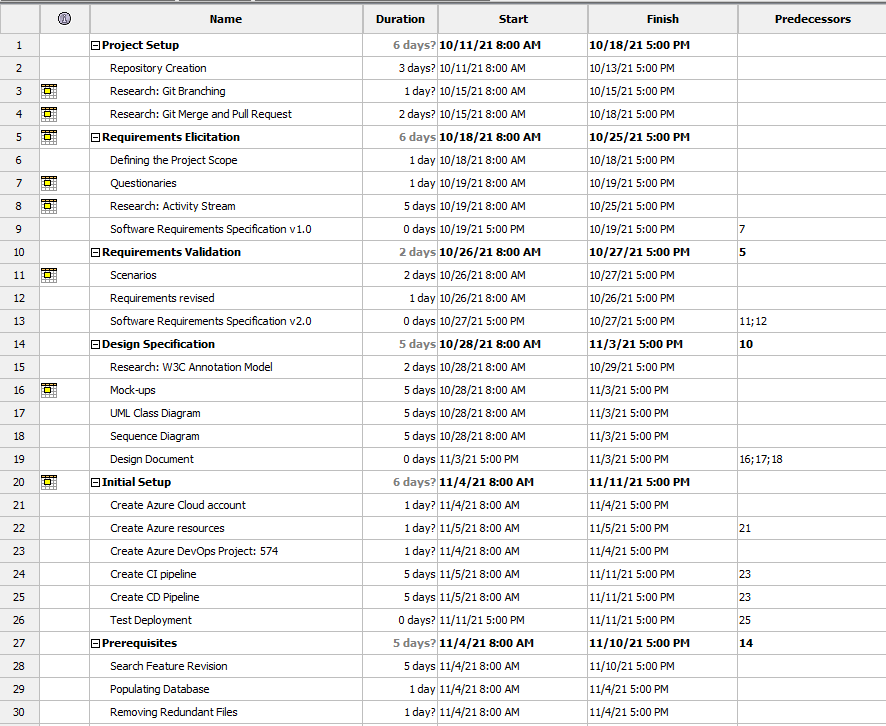 Name Duration Start Finish Predecessors
1 Project Setup 6 days? 10/11/21 8:00 AM 10/18/21 5:00 PM
2 Repository Creation 3 days? 10/11/21 8:00 AM 10/13/21 5:00 PM
3 Research: Git Branching 1 day? 10/15/21 8:00 AM 10/15/21 5:00 PM
4 Research: Git Merge and Pull Request 2 days? 10/15/21 8:00 AM 10/18/21 5:00 PM
5 Requirements Elicitation 6 days 10/18/21 8:00 AM 10/25/21 5:00 PM
6 Defining the Project Scope 1 day 10/18/21 8:00 AM 10/18/21 5:00 PM
7 Questionaries 1 day 10/19/21 8:00 AM 10/19/21 5:00 PM
8 Research: Activity Stream 5 days 10/19/21 8:00 AM 10/25/21 5:00 PM
9 Software Requirements Specification v1.0 0 days 10/19/21 5:00 PM 10/19/21 5:00 PM 7
10 Requirements Validation 2 days 10/26/21 8:00 AM 10/27/21 5:00 PM 5
11 Scenarios 2 days 10/26/21 8:00 AM 10/27/21 5:00 PM
12 Requirements revised 1 day 10/26/21 8:00 AM 10/26/21 5:00 PM
13 Software Requirements Specification v2.0 0 days 10/27/21 5:00 PM 10/27/21 5:00 PM 11;12
14 Design Specification 5 days 10/28/21 8:00 AM 11/3/21 5:00 PM 10
15 Research: W3C Annotation Model 2 days 10/28/21 8:00 AM 10/29/21 5:00 PM
16 Mock-ups 5 days 10/28/21 8:00 AM 11/3/21 5:00 PM
17 UML Class Diagram 5 days 10/28/21 8:00 AM 11/3/21 5:00 PM
18 Sequence Diagram 5 days 10/28/21 8:00 AM 11/3/21 5:00 PM
19 Design Document 0 days 11/3/21 5:00 PM 11/3/21 5:00 PM 16;17;18
20 Initial Setup 6 days? 11/4/21 8:00 AM 11/11/21 5:00 PM
21 Create Azure Cloud account 1 day? 11/4/21 8:00 AM 11/4/21 5:00 PM
22 Create Azure resources 1 day? 11/5/21 8:00 AM 11/5/21 5:00 PM 21
23 Create Azure DevOps Project: 574 1 day? 11/4/21 8:00 AM 11/4/21 5:00 PM
24 Create CI pipeline 5 days 11/5/21 8:00 AM 11/11/21 5:00 PM 23
25 Create CD Pipeline 5 days 11/5/21 8:00 AM 11/11/21 5:00 PM 23
26 Test Deployment 0 days? 11/11/21 5:00 PM 11/11/21 5:00 PM 25
27 Prerequisites 5 days? 11/4/21 8:00 AM 11/10/21 5:00 PM 14
28 Search Feature Revision 5 days 11/4/21 8:00 AM 11/10/21 5:00 PM
29 Populating Database 1 day 11/4/21 8:00 AM 11/4/21 5:00 PM
30 Removing Redundant Files 1 day? 11/4/21 8:00 AM 11/4/21 5:00 PM